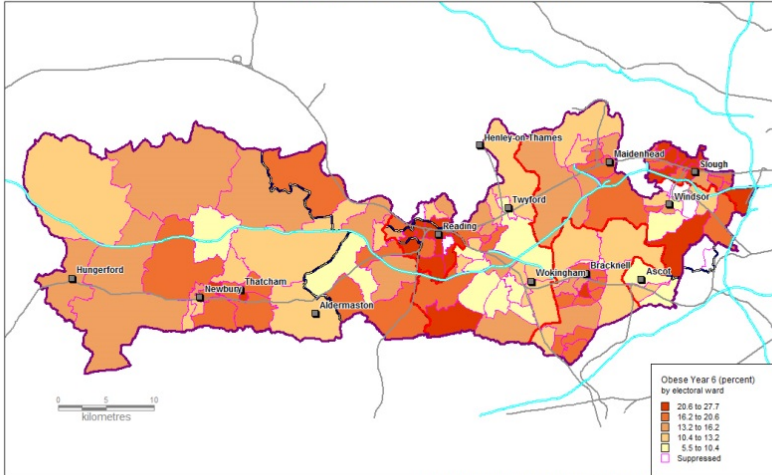 Henley-on-Thames
Maidenhead
Slough
Windsor
Twyford
Reading
Hungerford
Thatcham
Newbury
Aldermaston
Wokingham
Bracknell
Ascot
0 5 10
kilometres
Obese Year 6 (percent)
by electoral ward
20.6 to 27.7
16.2 to 20.6
13.2 to 16.2
10.4 to 13.2
5.5 to 10.4
Suppressed